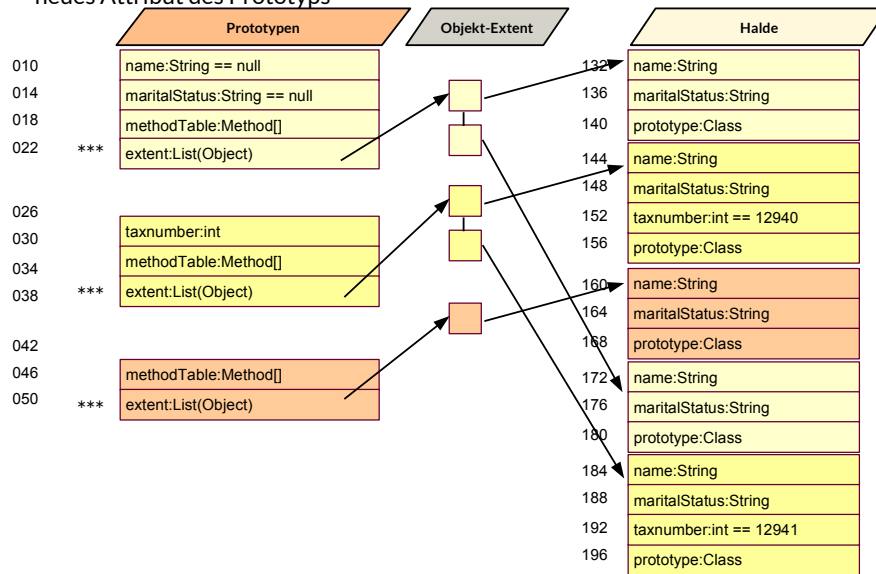 neues Attribut des Prototyps
Prototypen
Objekt-Extent
Halde
010 name:String == null
014 maritalStatus:String == null
018 methodTable:Method[]
022 *** extent:List(Object)
026
030 taxnumber:int
034 methodTable:Method[]
038 *** extent:List(Object)
042
046 methodTable:Method[]
050 *** extent:List(Object)
132 name:String
136 maritalStatus:String
140 prototype:Class
144 name:String
148 maritalStatus:String
152 taxnumber:int == 12940
156 prototype:Class
160 name:String
164 maritalStatus:String
168 prototype:Class
172 name:String
176 maritalStatus:String
180 prototype:Class
184 name:String
188 maritalStatus:String
192 taxnumber:int == 12941
196 prototype:Class